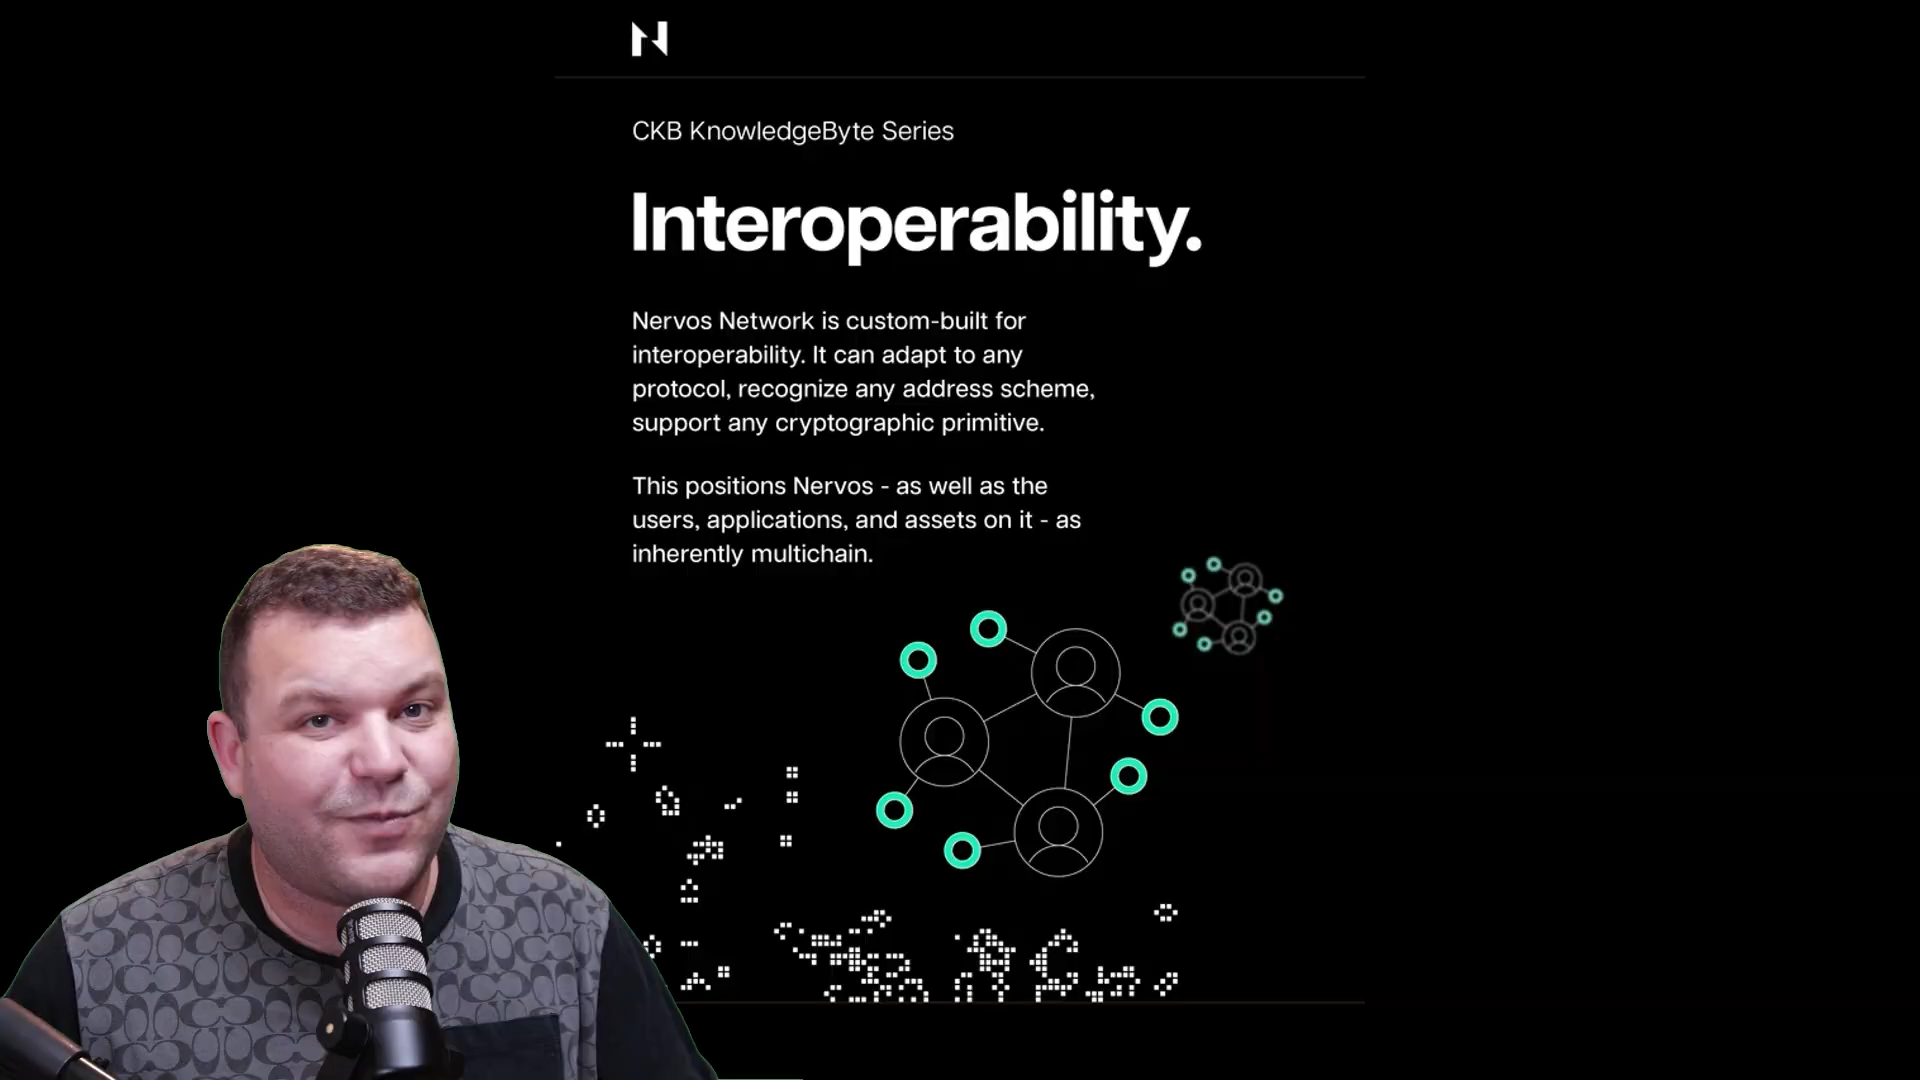 CKB KnowledgeByte Series
Interoperability.
Nervos Network is custom-built for
interoperability. It can adapt to any
protocol, recognize any address scheme,
support any cryptographic primitive.
This positions Nervos - as well as the
users, applications, and assets on it - as
inherently multichain.